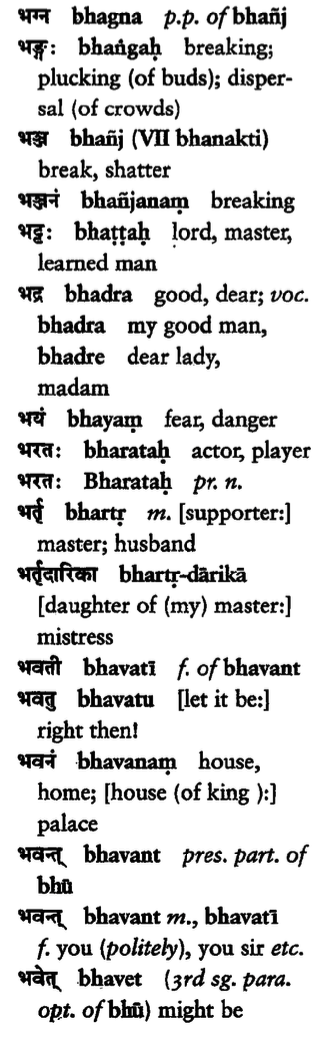 भग्न bhagna p.p. of bhañj
भङ्गः bhaṅgaḥ breaking;
plucking (of buds); disper-
sal (of crowds)
भञ्ज bhañj (VII bhanakti)
break, shatter
भञ्जनं bhañjanaṃ breaking
भट्टः bhaṭṭaḥ lord, master,
learned man
भद्र bhadra good, dear; voc.
bhadra my good man,
bhadre dear lady,
madam
भयं bhayaṃ fear, danger
भरतः bharataḥ actor, player
भरतः Bharataḥ pr. n.
भर्तृ bhartṛ m. [supporter:]
master; husband
भर्तृदारिका bhartṛ-dārikā
[daughter of (my) master:]
mistress
भवती bhavatī f. of bhavant
भवतु bhavatu [let it be:]
right then!
भवनं bhavanaṃ house,
home; [house (of king ):]
palace
भवन्त् bhavant pres. part. of
bhū
भवन्त् bhavant m., bhavatī
f. you (politely), you sir etc.
भवेत् bhavet (3rd sg. para.
opt. of bhū) might be